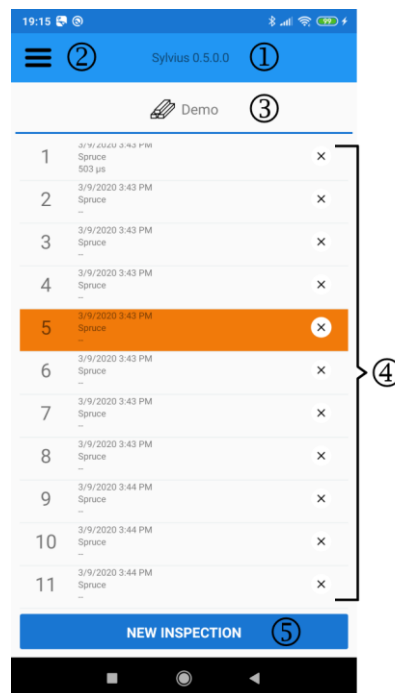 19:15 99
② Sylvius 0.5.0.0 ①
Demo ③
1
3/9/2020 3:43 PM
Spruce
503 µs
2
3/9/2020 3:43 PM
Spruce
--
3
3/9/2020 3:43 PM
Spruce
--
4
3/9/2020 3:43 PM
Spruce
--
5
3/9/2020 3:43 PM
Spruce
--
6
3/9/2020 3:43 PM
Spruce
--
7
3/9/2020 3:43 PM
Spruce
--
8
3/9/2020 3:43 PM
Spruce
--
9
3/9/2020 3:44 PM
Spruce
--
10
3/9/2020 3:44 PM
Spruce
--
11
3/9/2020 3:44 PM
Spruce
--
④
NEW INSPECTION ⑤